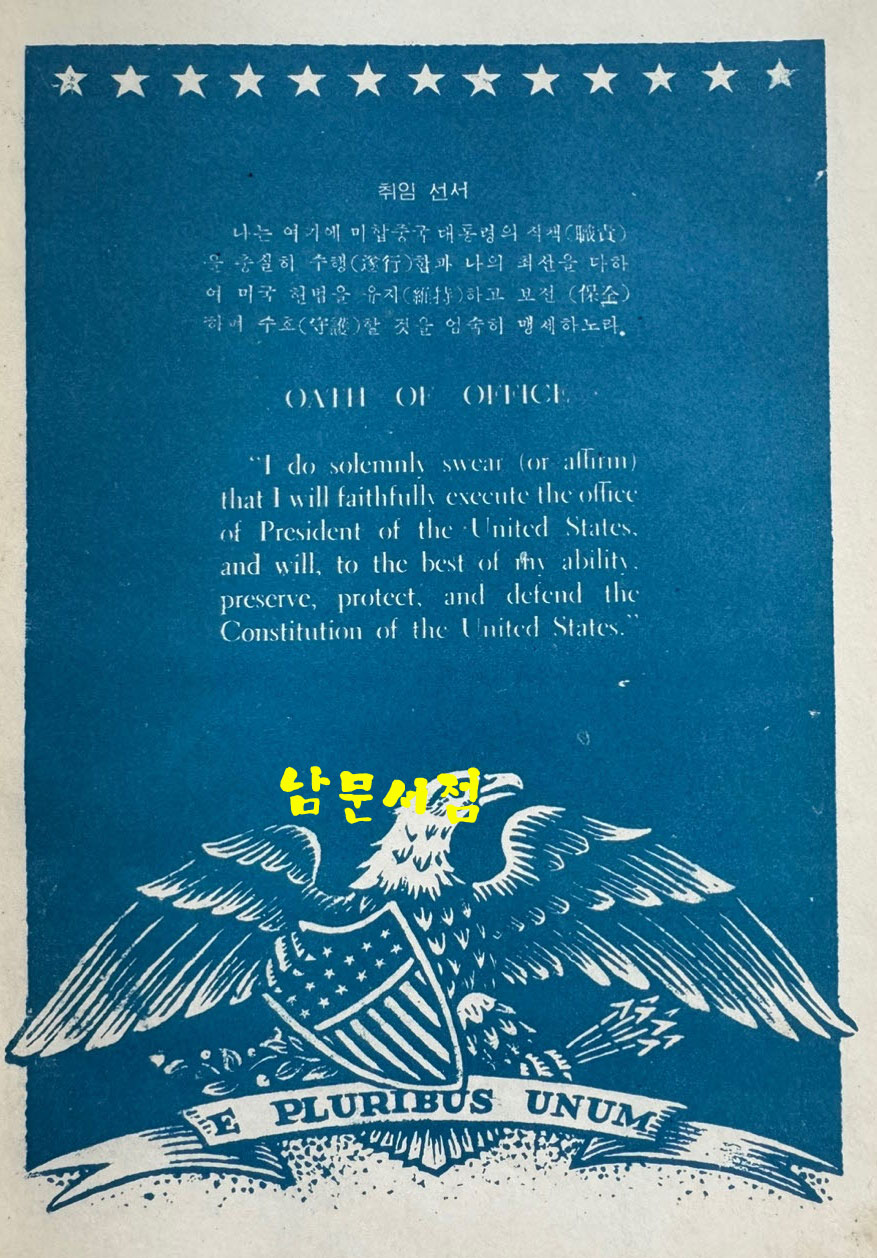 취임 선서
나는 여기에 미합중국 대통령의 직책(職責)
을 충실히 수행(遂行)함과 나의 최선을 다하
여 미국 헌법을 유지(維持)하고 보전 (保全)
하며 수호(守護)할 것을 엄숙히 맹세하노라.
OATH OF OFFICE
“I do solemnly swear (or affirm)
that I will faithfully execute the office
of President of the United States,
and will, to the best of my ability,
preserve, protect, and defend the
Constitution of the United States.”
남문서점
E PLURIBUS UNUM